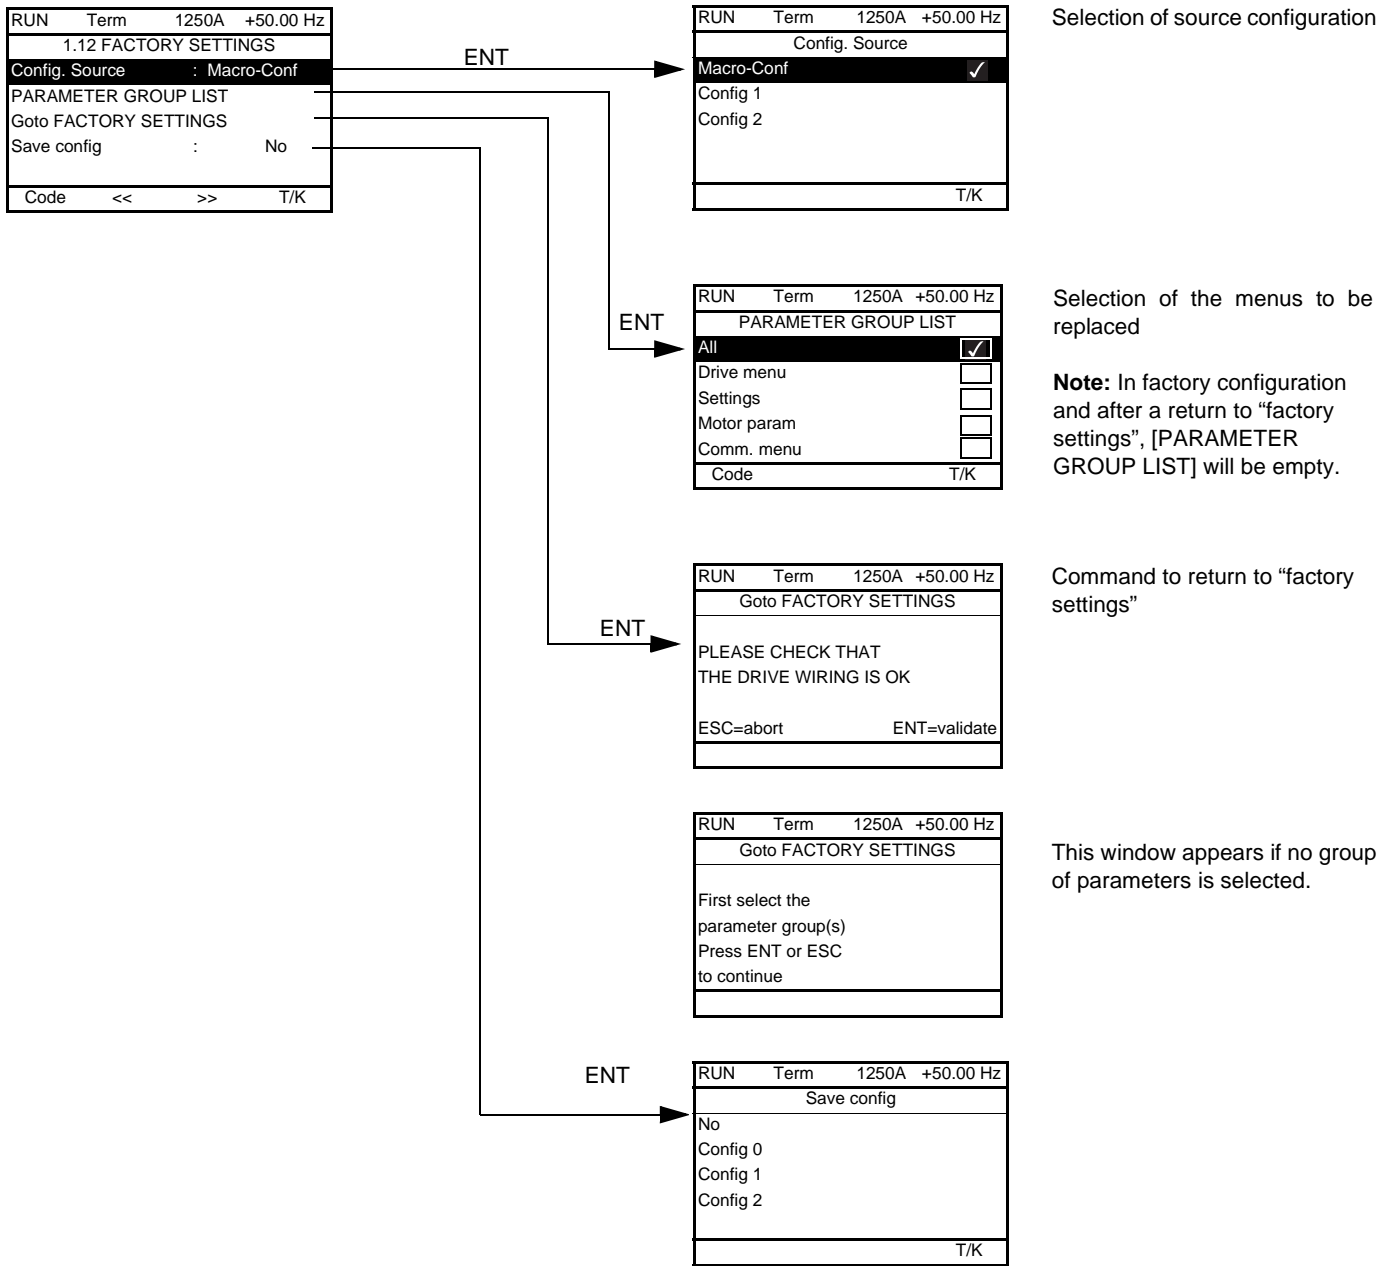 RUN Term 1250A +50.00 Hz
1.12 FACTORY SETTINGS
Config. Source : Macro-Conf
PARAMETER GROUP LIST
Goto FACTORY SETTINGS
Save config : No
Code << >> T/K
ENT
RUN Term 1250A +50.00 Hz
Config. Source
Macro-Conf ✓
Config 1
Config 2
T/K
Selection of source configuration
ENT
RUN Term 1250A +50.00 Hz
PARAMETER GROUP LIST
All ✓
Drive menu
Settings
Motor param
Comm. menu
Code T/K
Selection of the menus to be
replaced
Note: In factory configuration
and after a return to “factory
settings”, [PARAMETER
GROUP LIST] will be empty.
ENT
RUN Term 1250A +50.00 Hz
Goto FACTORY SETTINGS
PLEASE CHECK THAT
THE DRIVE WIRING IS OK
ESC=abort ENT=validate
Command to return to “factory
settings”
RUN Term 1250A +50.00 Hz
Goto FACTORY SETTINGS
First select the
parameter group(s)
Press ENT or ESC
to continue
This window appears if no group
of parameters is selected.
ENT
RUN Term 1250A +50.00 Hz
Save config
No
Config 0
Config 1
Config 2
T/K